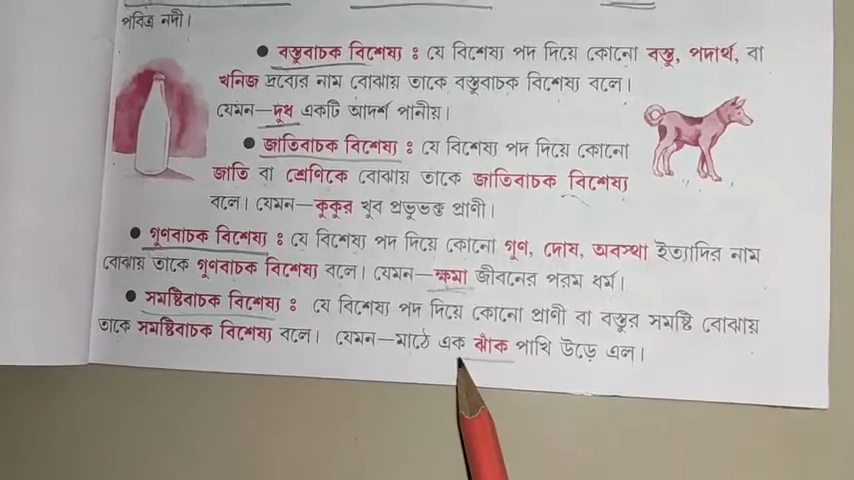 পবিত্র নদী।
● বস্তুবাচক বিশেষ্য : যে বিশেষ্য পদ দিয়ে কোনো বস্তু, পদার্থ, বা
খনিজ দ্রব্যের নাম বোঝায় তাকে বস্তুবাচক বিশেষ্য বলে।
যেমন—দুধ একটি আদর্শ পানীয়।
● জাতিবাচক বিশেষ্য : যে বিশেষ্য পদ দিয়ে কোনো
জাতি বা শ্রেণিকে বোঝায় তাকে জাতিবাচক বিশেষ্য
বলে। যেমন—কুকুর খুব প্রভুভক্ত প্রাণী।
● গুণবাচক বিশেষ্য : যে বিশেষ্য পদ দিয়ে কোনো গুণ, দোষ, অবস্থা ইত্যাদির নাম
বোঝায় তাকে গুণবাচক বিশেষ্য বলে। যেমন—ক্ষমা জীবনের পরম ধর্ম।
● সমষ্টিবাচক বিশেষ্য : যে বিশেষ্য পদ দিয়ে কোনো প্রাণী বা বস্তুর সমষ্টি বোঝায়
তাকে সমষ্টিবাচক বিশেষ্য বলে। যেমন—মাঠে এক ঝাঁক পাখি উড়ে এল।